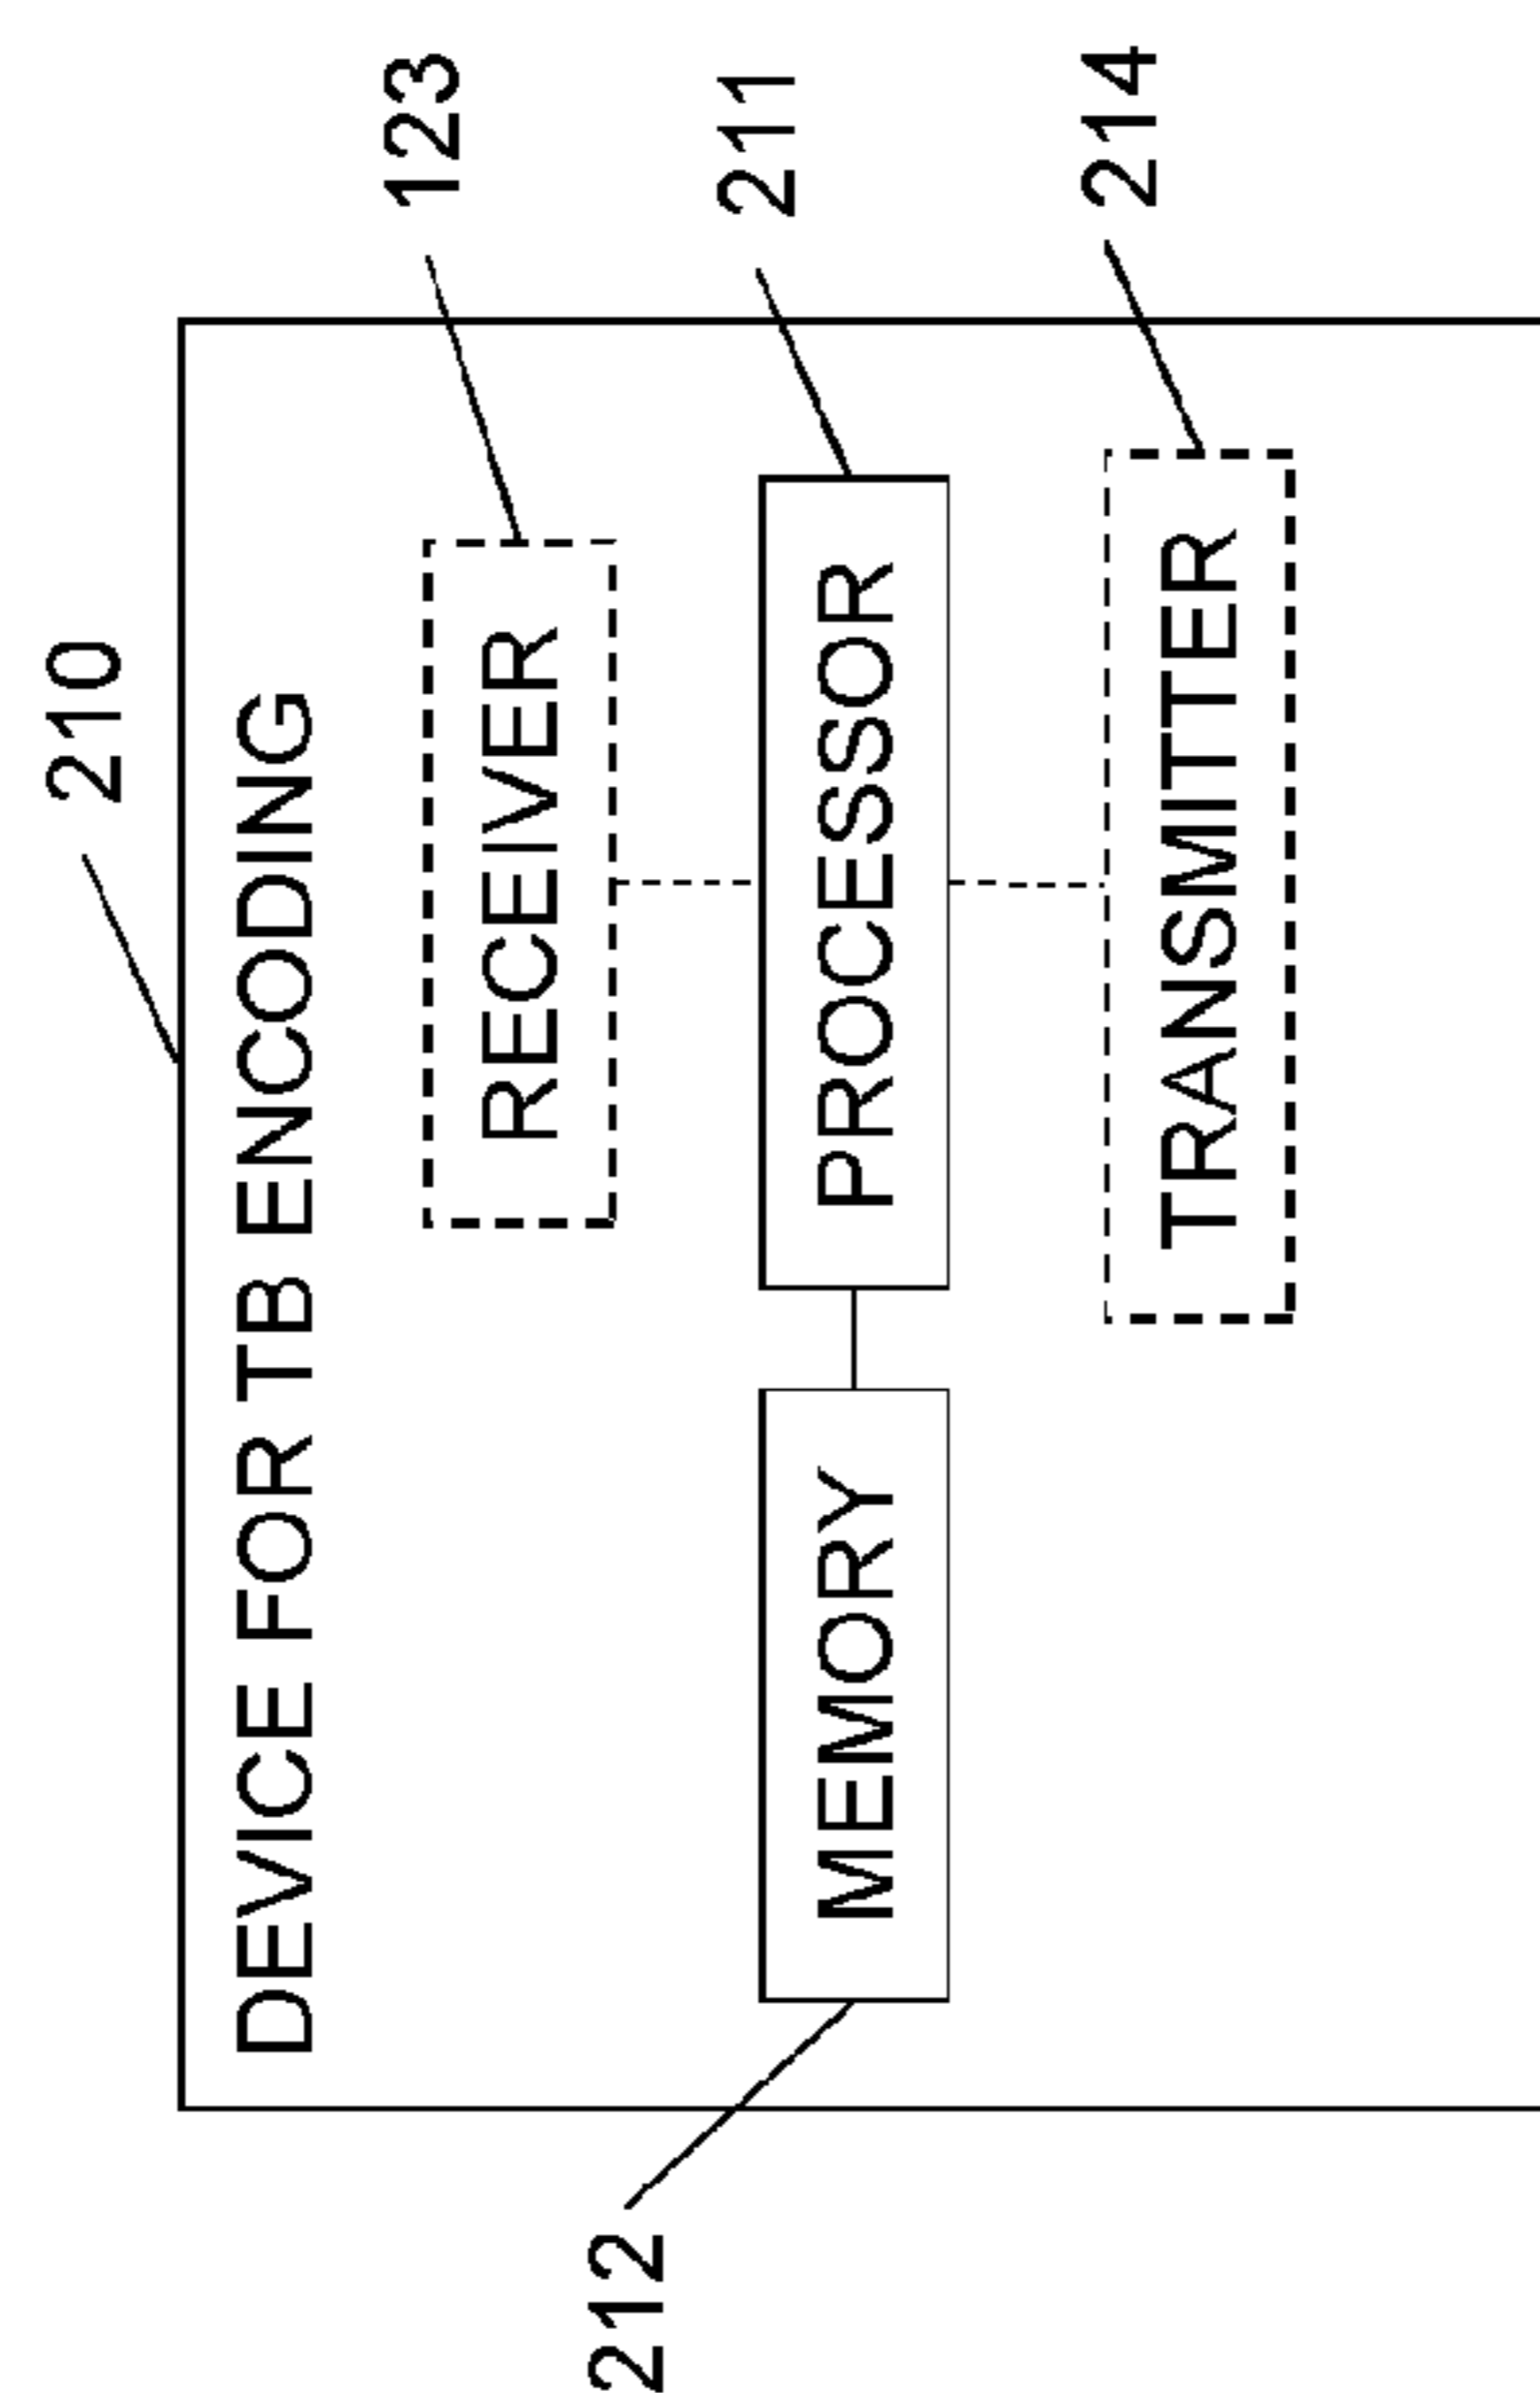 210
DEVICE FOR TB ENCODING
RECEIVER
123
212
MEMORY
PROCESSOR
211
TRANSMITTER
214